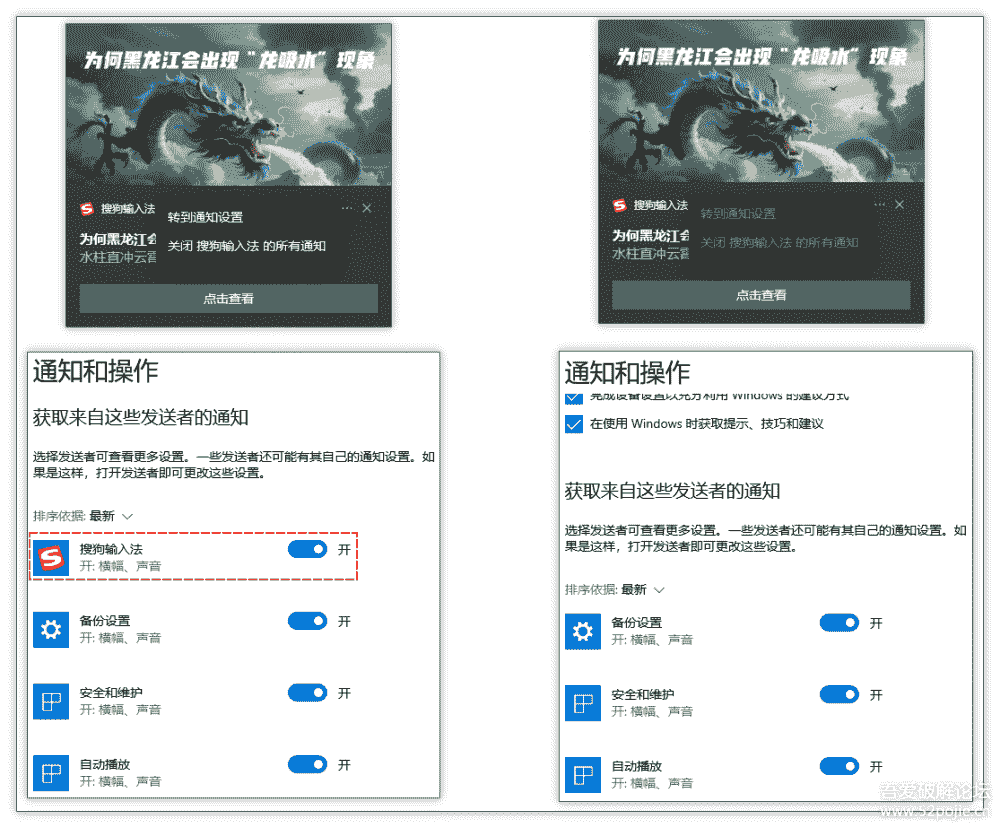 为何黑龙江会出现“龙吸水”现象
搜狗输入法
转到通知设置
为何黑龙江会
关闭 搜狗输入法 的所有通知
水柱直冲云霄
点击查看
为何黑龙江会出现“龙吸水”现象
搜狗输入法
转到通知设置
为何黑龙江会
关闭 搜狗输入法 的所有通知
水柱直冲云霄
点击查看
通知和操作
获取来自这些发送者的通知
选择发送者可查看更多设置。一些发送者还可能有其自己的通知设置。如
果是这样，打开发送者即可更改这些设置。
排序依据: 最新
搜狗输入法
开
开: 横幅、声音
备份设置
开
开: 横幅、声音
安全和维护
开
开: 横幅、声音
自动播放
开
开: 横幅、声音
通知和操作
完成设备设置以充分利用 Windows 的建议方式
在使用 Windows 时获取提示、技巧和建议
获取来自这些发送者的通知
选择发送者可查看更多设置。一些发送者还可能有其自己的通知设置。如
果是这样，打开发送者即可更改这些设置。
排序依据: 最新
备份设置
开
开: 横幅、声音
安全和维护
开
开: 横幅、声音
自动播放
开
开: 横幅、声音
吾爱破解论坛
www.52pojie.cn